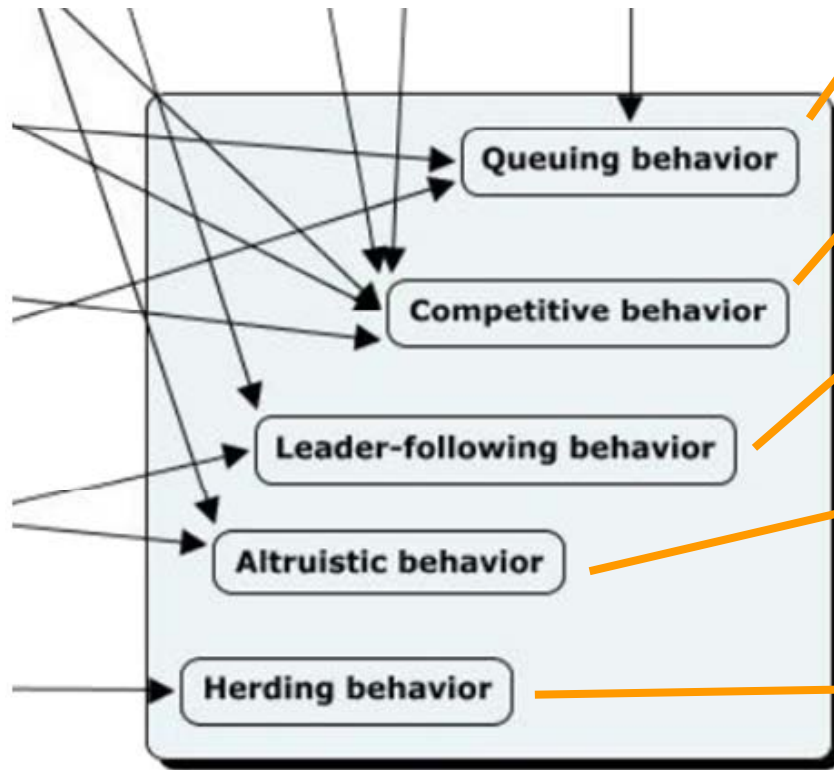 Queuing behavior
Competitive behavior
Leader-following behavior
Altruistic behavior
Herding behavior